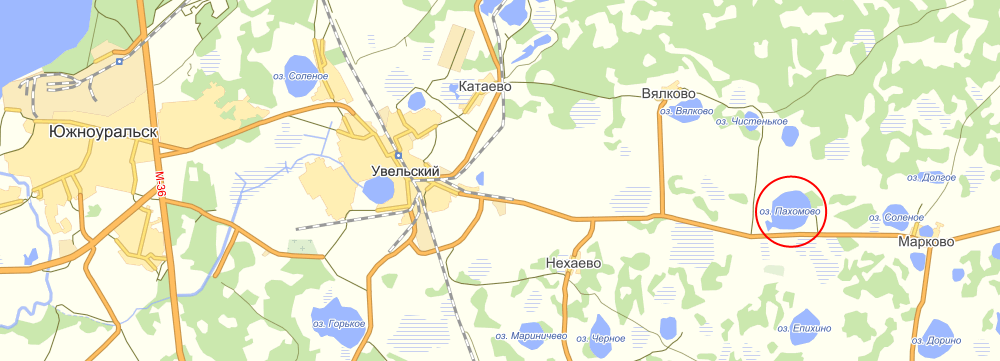 оз. Соленое
Катаево
Вялково
оз. Вялково
оз. Чистенькое
Южноуральск
Увельский
М-36
оз. Долгое
оз. Пахомово
оз. Соленое
Марково
Нехаево
оз. Горькое
оз. Мариничево
оз. Черное
оз. Епихино
оз. Дорино